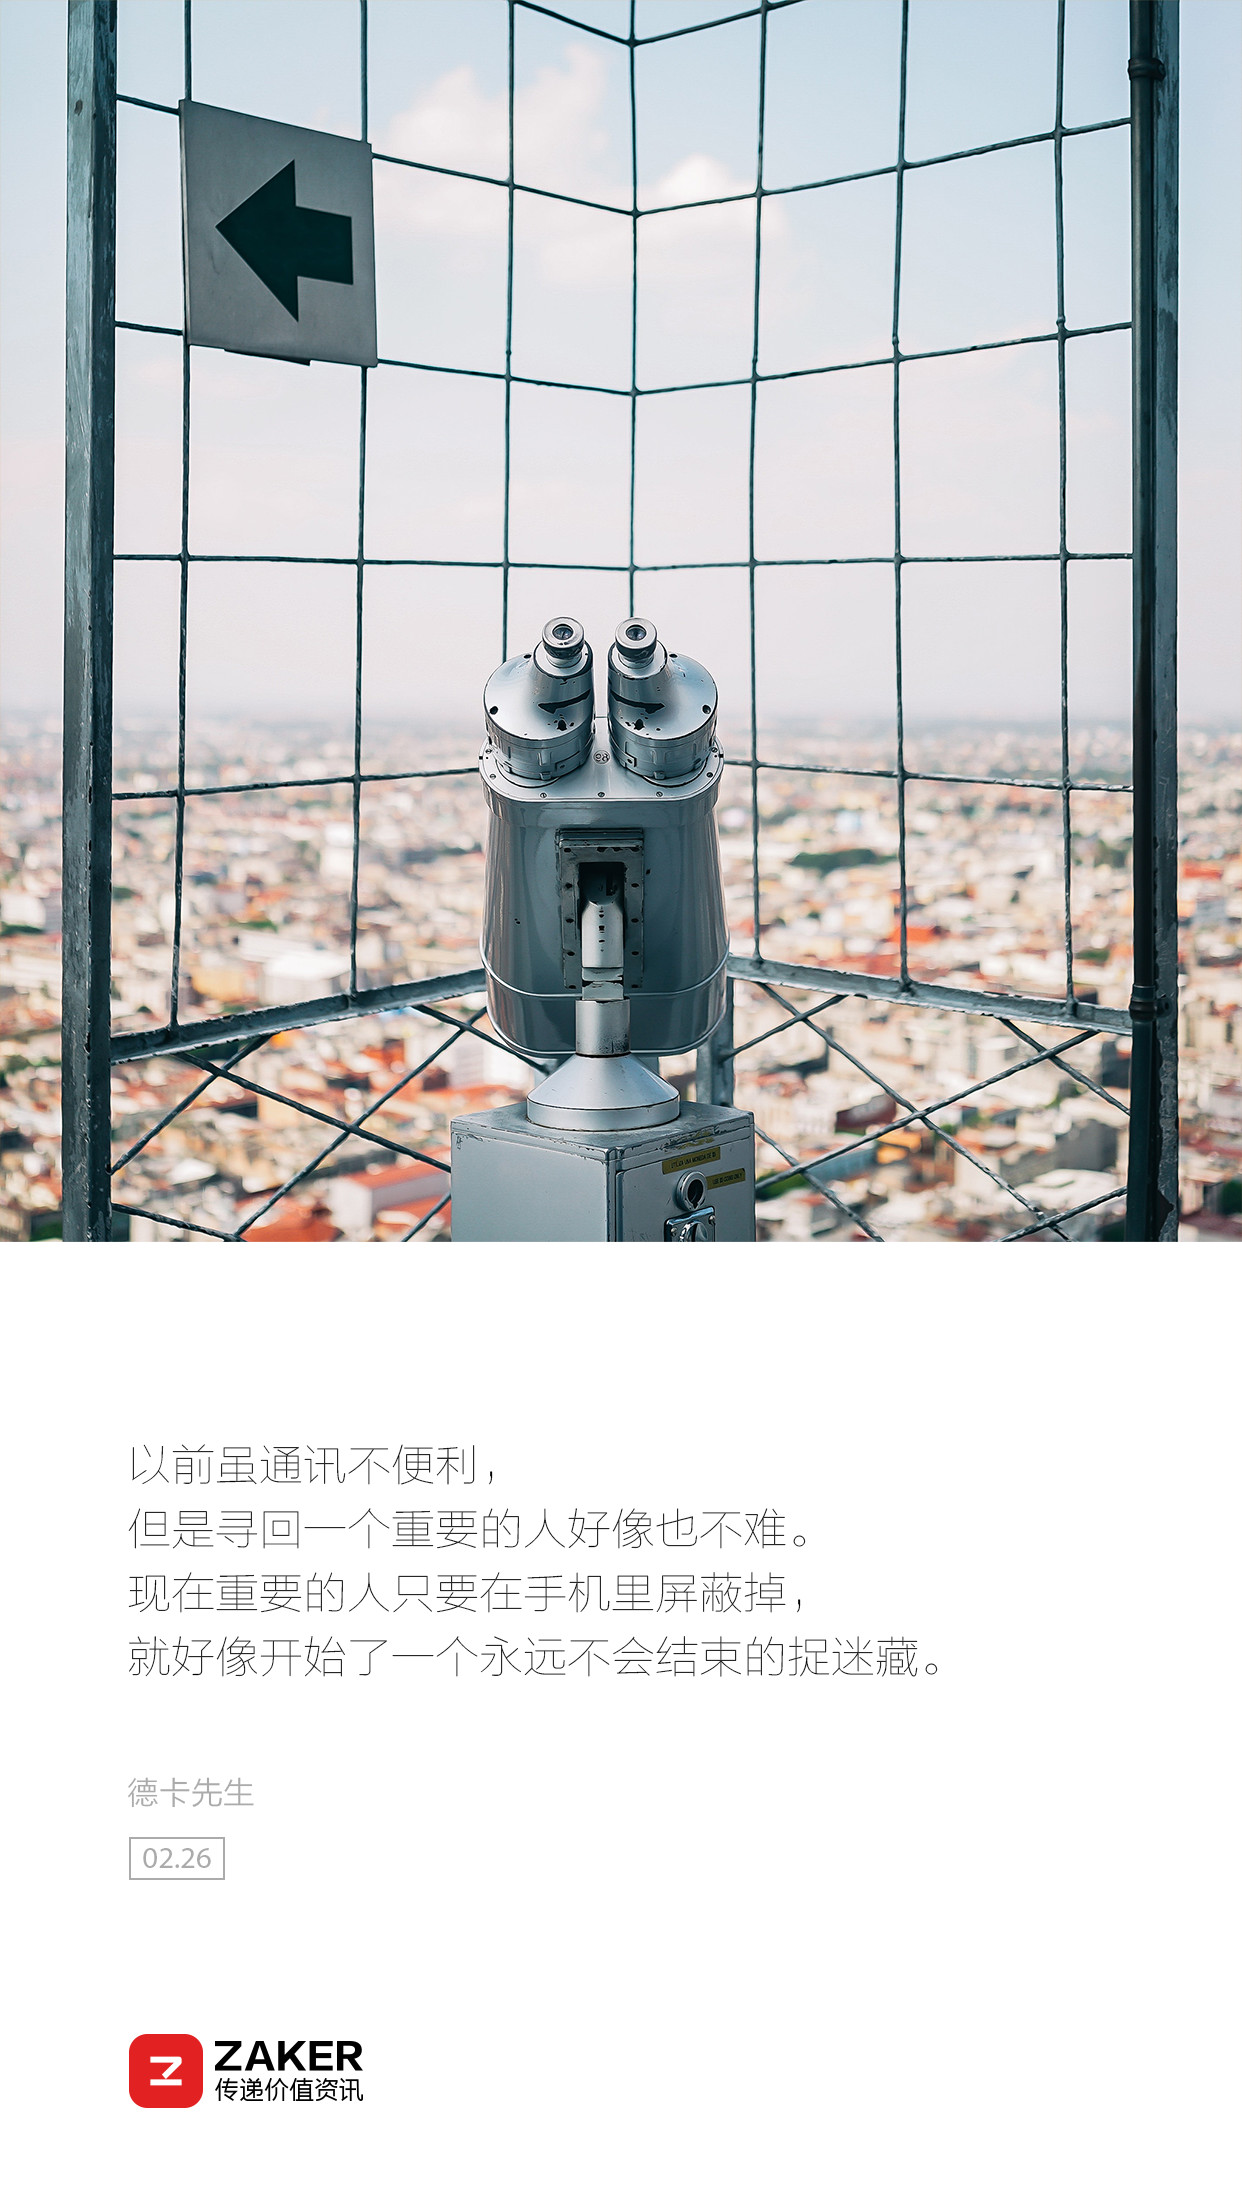 以前虽通讯不便利，
但是寻回一个重要的人好像也不难。
现在重要的人只要在手机里屏蔽掉，
就好像开始了一个永远不会结束的捉迷藏。
德卡先生
02.26
ZAKER
传递价值资讯